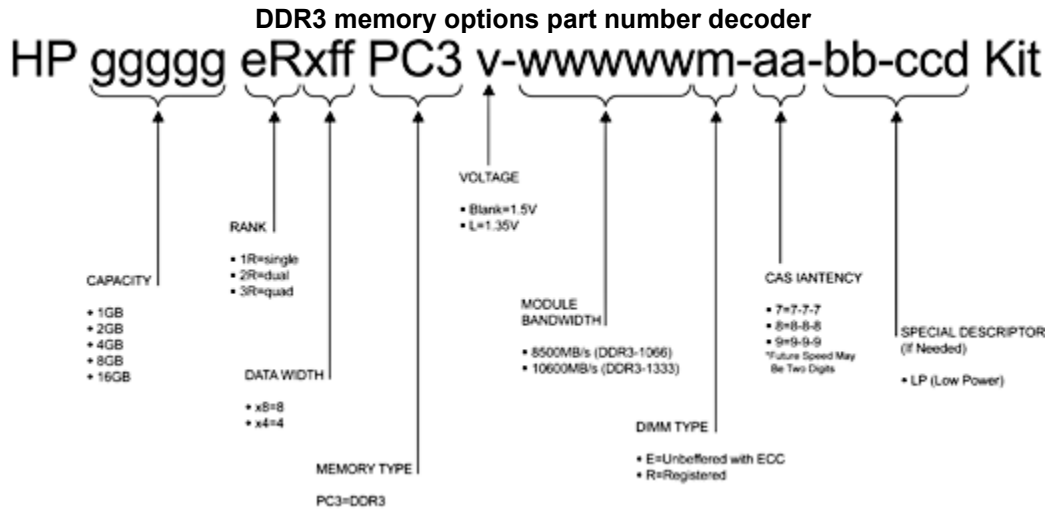 DDR3 memory options part number decoder
HP ggggg eRxff PC3 v-wwwwwm-aa-bb-ccd Kit
VOLTAGE
▪ Blank=1.5V
▪ L=1.35V
RANK
▪ 1R=single
▪ 2R=dual
▪ 3R=quad
CAPACITY
• 1GB
• 2GB
• 4GB
• 8GB
• 16GB
CAS IANTENCY
▪ 7=7-7-7
▪ 8=8-8-8
▪ 9=9-9-9
*Future Speed May
Be Two Digits
MODULE
BANDWIDTH
▪ 8500MB/s (DDR3-1066)
▪ 10600MB/s (DDR3-1333)
SPECIAL DESCRIPTOR
(If Needed)
• LP (Low Power)
DATA WIDTH
• x8=8
• x4=4
DIMM TYPE
▪ E=Unbeffered with ECC
▪ R=Registered
MEMORY TYPE
PC3=DDR3